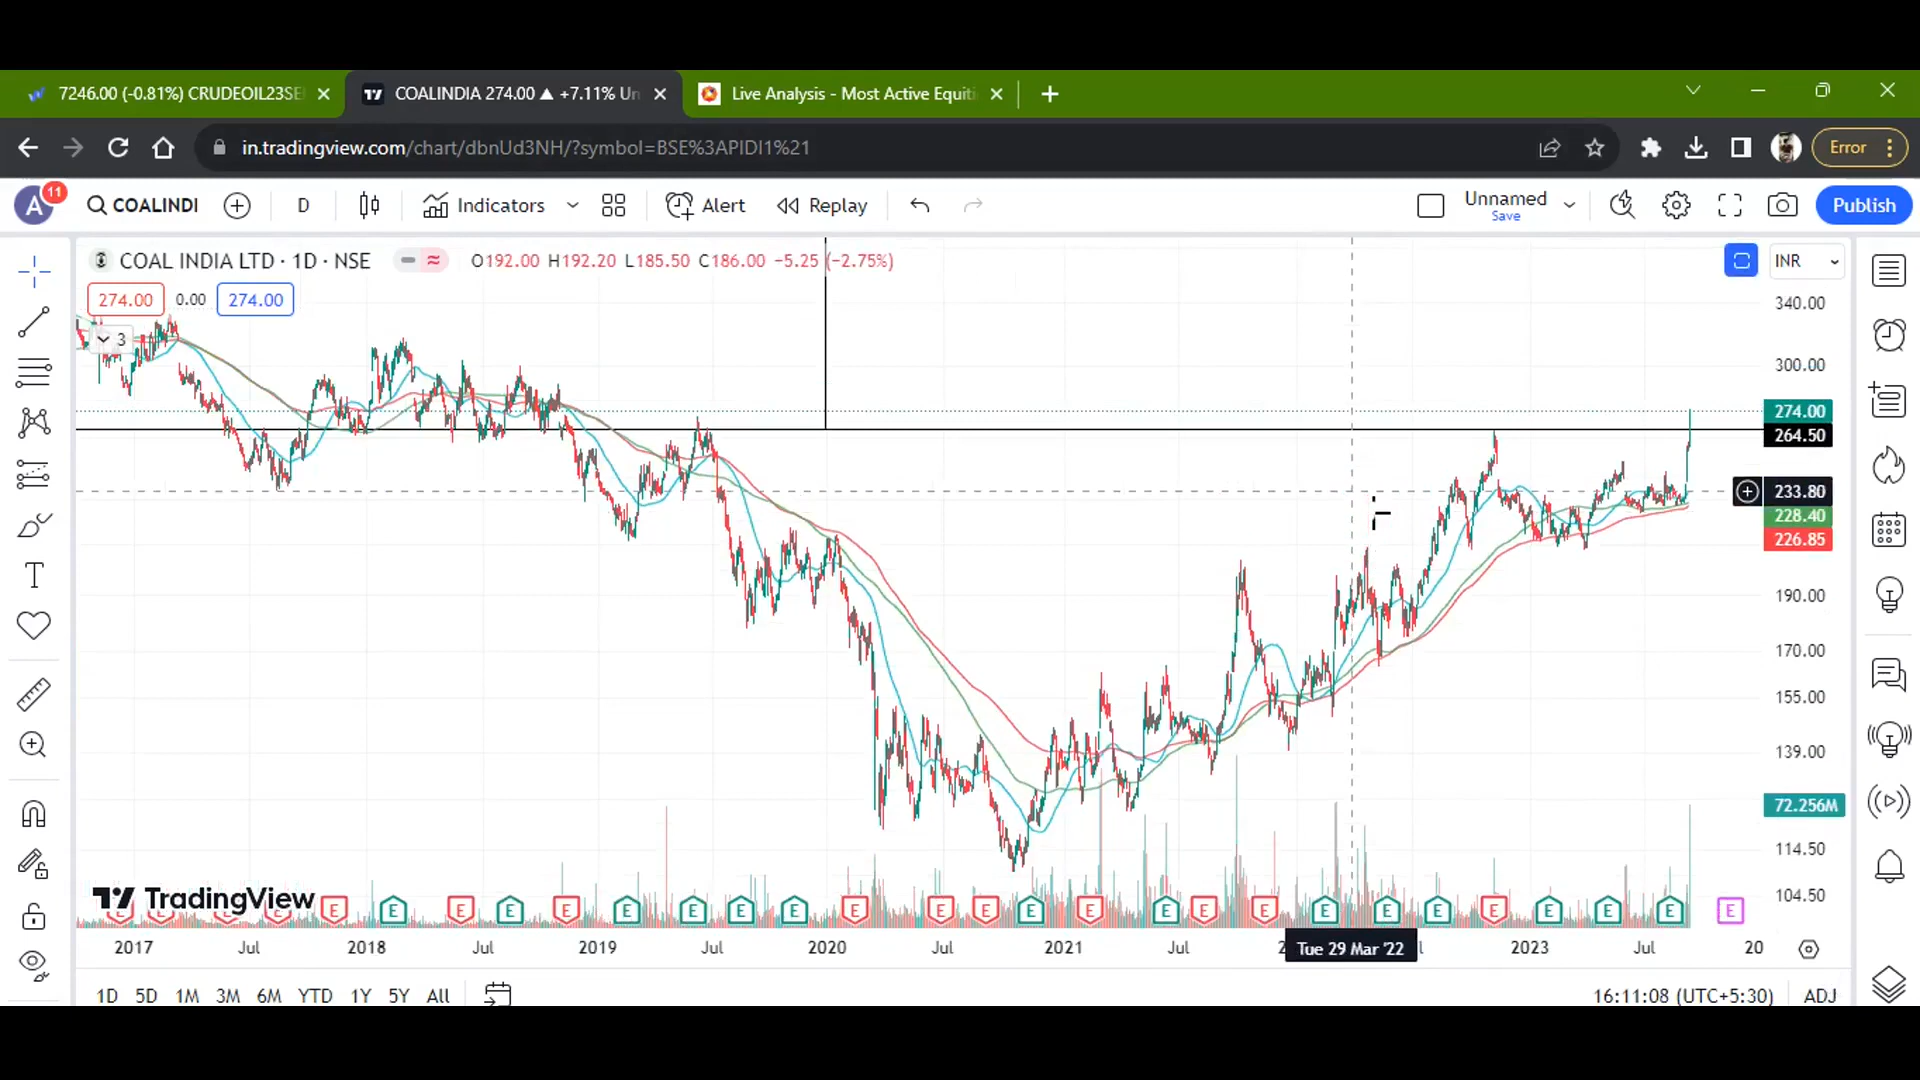 7246.00 (-0.81%) CRUDEOIL23SE
COALINDIA 274.00 ▲ +7.11% Un
Live Analysis - Most Active Equiti
in.tradingview.com/chart/dbnUd3NH/?symbol=BSE%3APIDI1%21
Error
A
11
COALINDI
D
Indicators
Alert
Replay
Unnamed
Save
Publish
COAL INDIA LTD · 1D · NSE
O192.00 H192.20 L185.50 C186.00 −5.25 (−2.75%)
INR
274.00
0.00
274.00
3
340.00
300.00
274.00
264.50
233.80
228.40
226.85
190.00
170.00
155.00
139.00
72.256M
114.50
104.50
TradingView
E E E E E E E E E E E E E E E E E E E E E E E E E
2017 Jul 2018 Jul 2019 Jul 2020 Jul 2021 Jul Tue 29 Mar '22 2023 Jul 20
1D 5D 1M 3M 6M YTD 1Y 5Y All
16:11:08 (UTC+5:30) ADJ